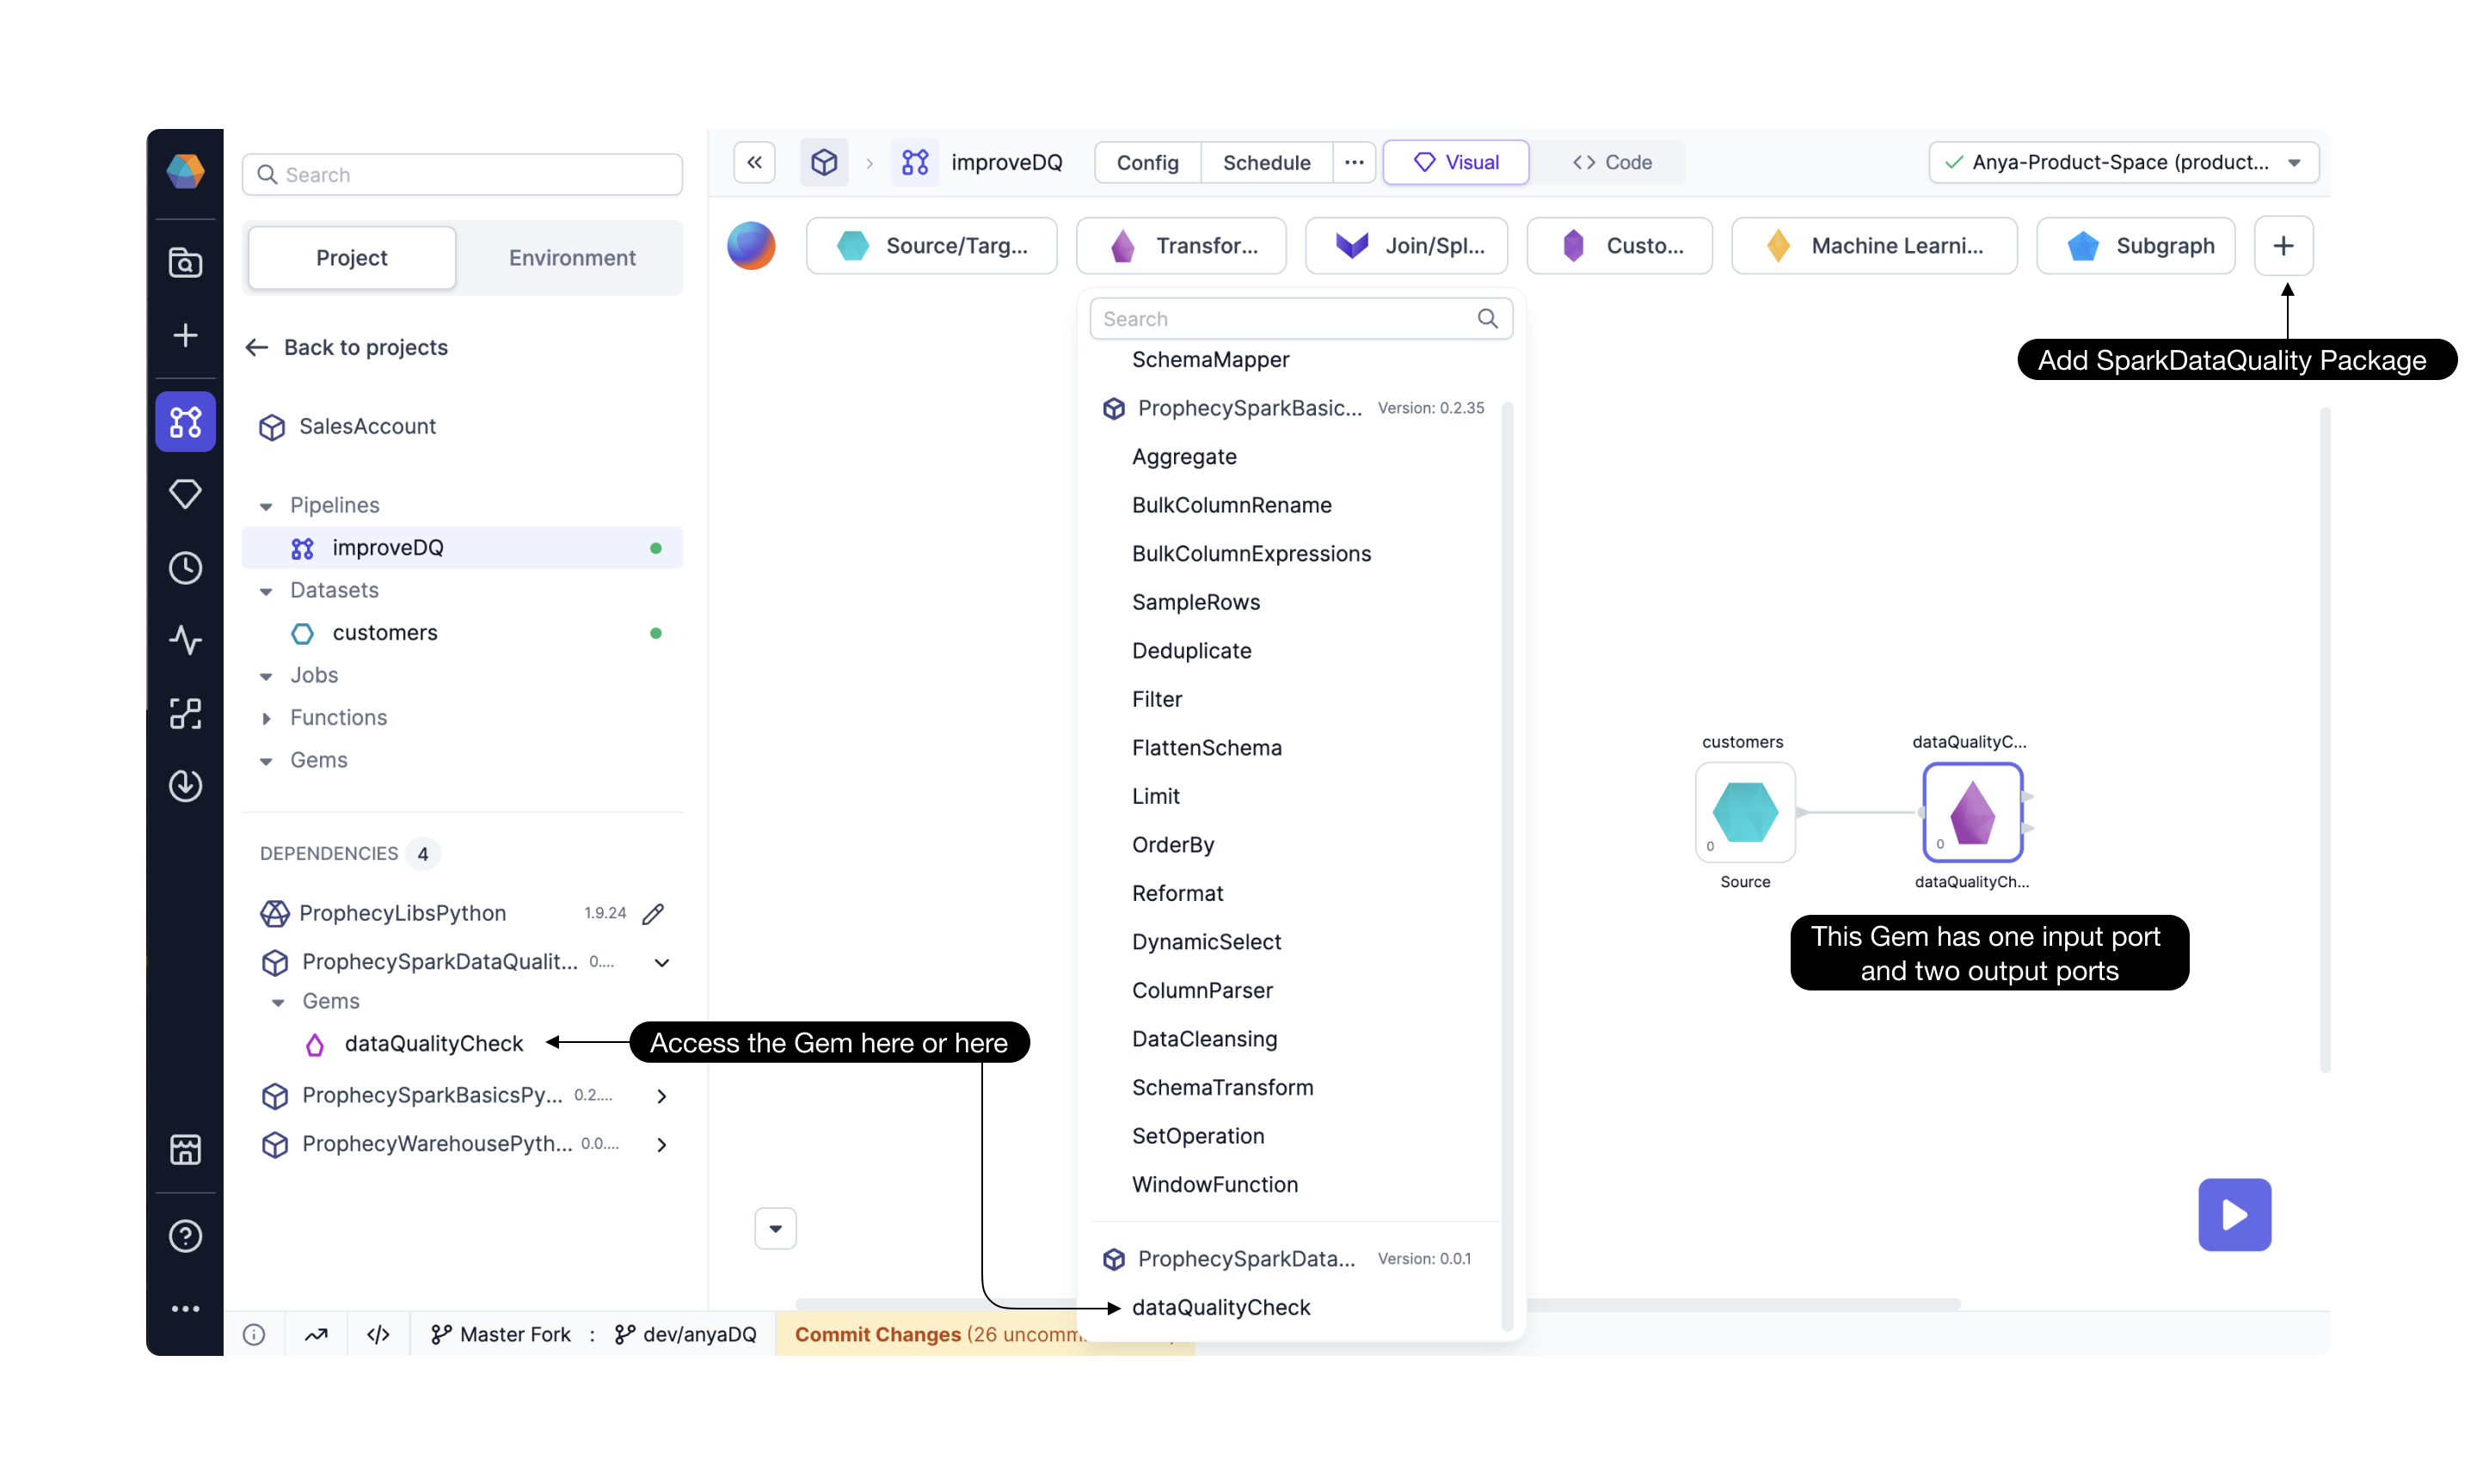 Search
Project
Environment
Back to projects
SalesAccount
Pipelines
improveDQ
Datasets
customers
Jobs
Functions
Gems
DEPENDENCIES 4
ProphecyLibsPython 1.9.24
ProphecySparkDataQualit... 0....
Gems
dataQualityCheck
ProphecySparkBasicsPy... 0.2....
ProphecyWarehousePyth... 0.0....
improveDQ
Config
Schedule
Visual
Code
Anya-Product-Space (product...
Source/Targ...
Transfor...
Join/Spl...
Custo...
Machine Learni...
Subgraph
Add SparkDataQuality Package
Search
SchemaMapper
ProphecySparkBasic... Version: 0.2.35
Aggregate
BulkColumnRename
BulkColumnExpressions
SampleRows
Deduplicate
Filter
FlattenSchema
Limit
OrderBy
Reformat
DynamicSelect
ColumnParser
DataCleansing
SchemaTransform
SetOperation
WindowFunction
ProphecySparkData... Version: 0.0.1
dataQualityCheck
Access the Gem here or here
customers
0
Source
dataQualityC...
0
dataQualityCh...
This Gem has one input port
and two output ports
Master Fork : dev/anyaDQ
Commit Changes (26 uncomm